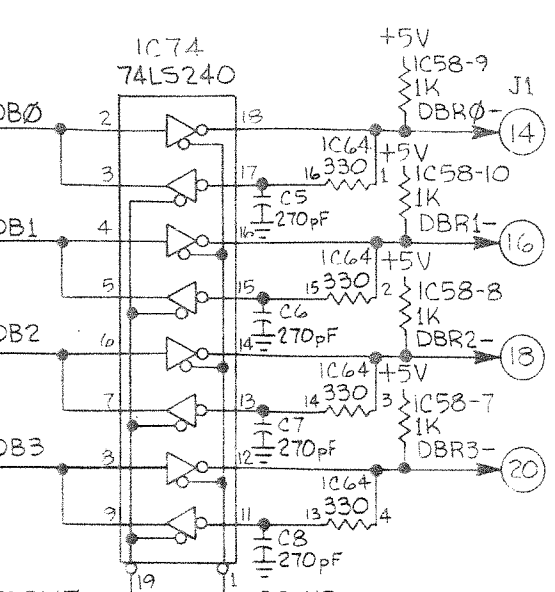 +5V
IC74
74LS240
IC58-9
1K
J1
DBØ
2
18
DBRØ-
14
IC64
330
+5V
3
17
16
1
C5
270pF
IC58-10
1K
DB1
4
16
DBR1-
16
IC64
330
+5V
5
15
15
2
C6
270pF
IC58-8
1K
DB2
6
14
DBR2-
18
IC64
330
+5V
7
13
14
3
C7
270pF
IC58-7
1K
DB3
8
12
DBR3-
20
IC64
330
9
11
13
4
C8
270pF
19
1